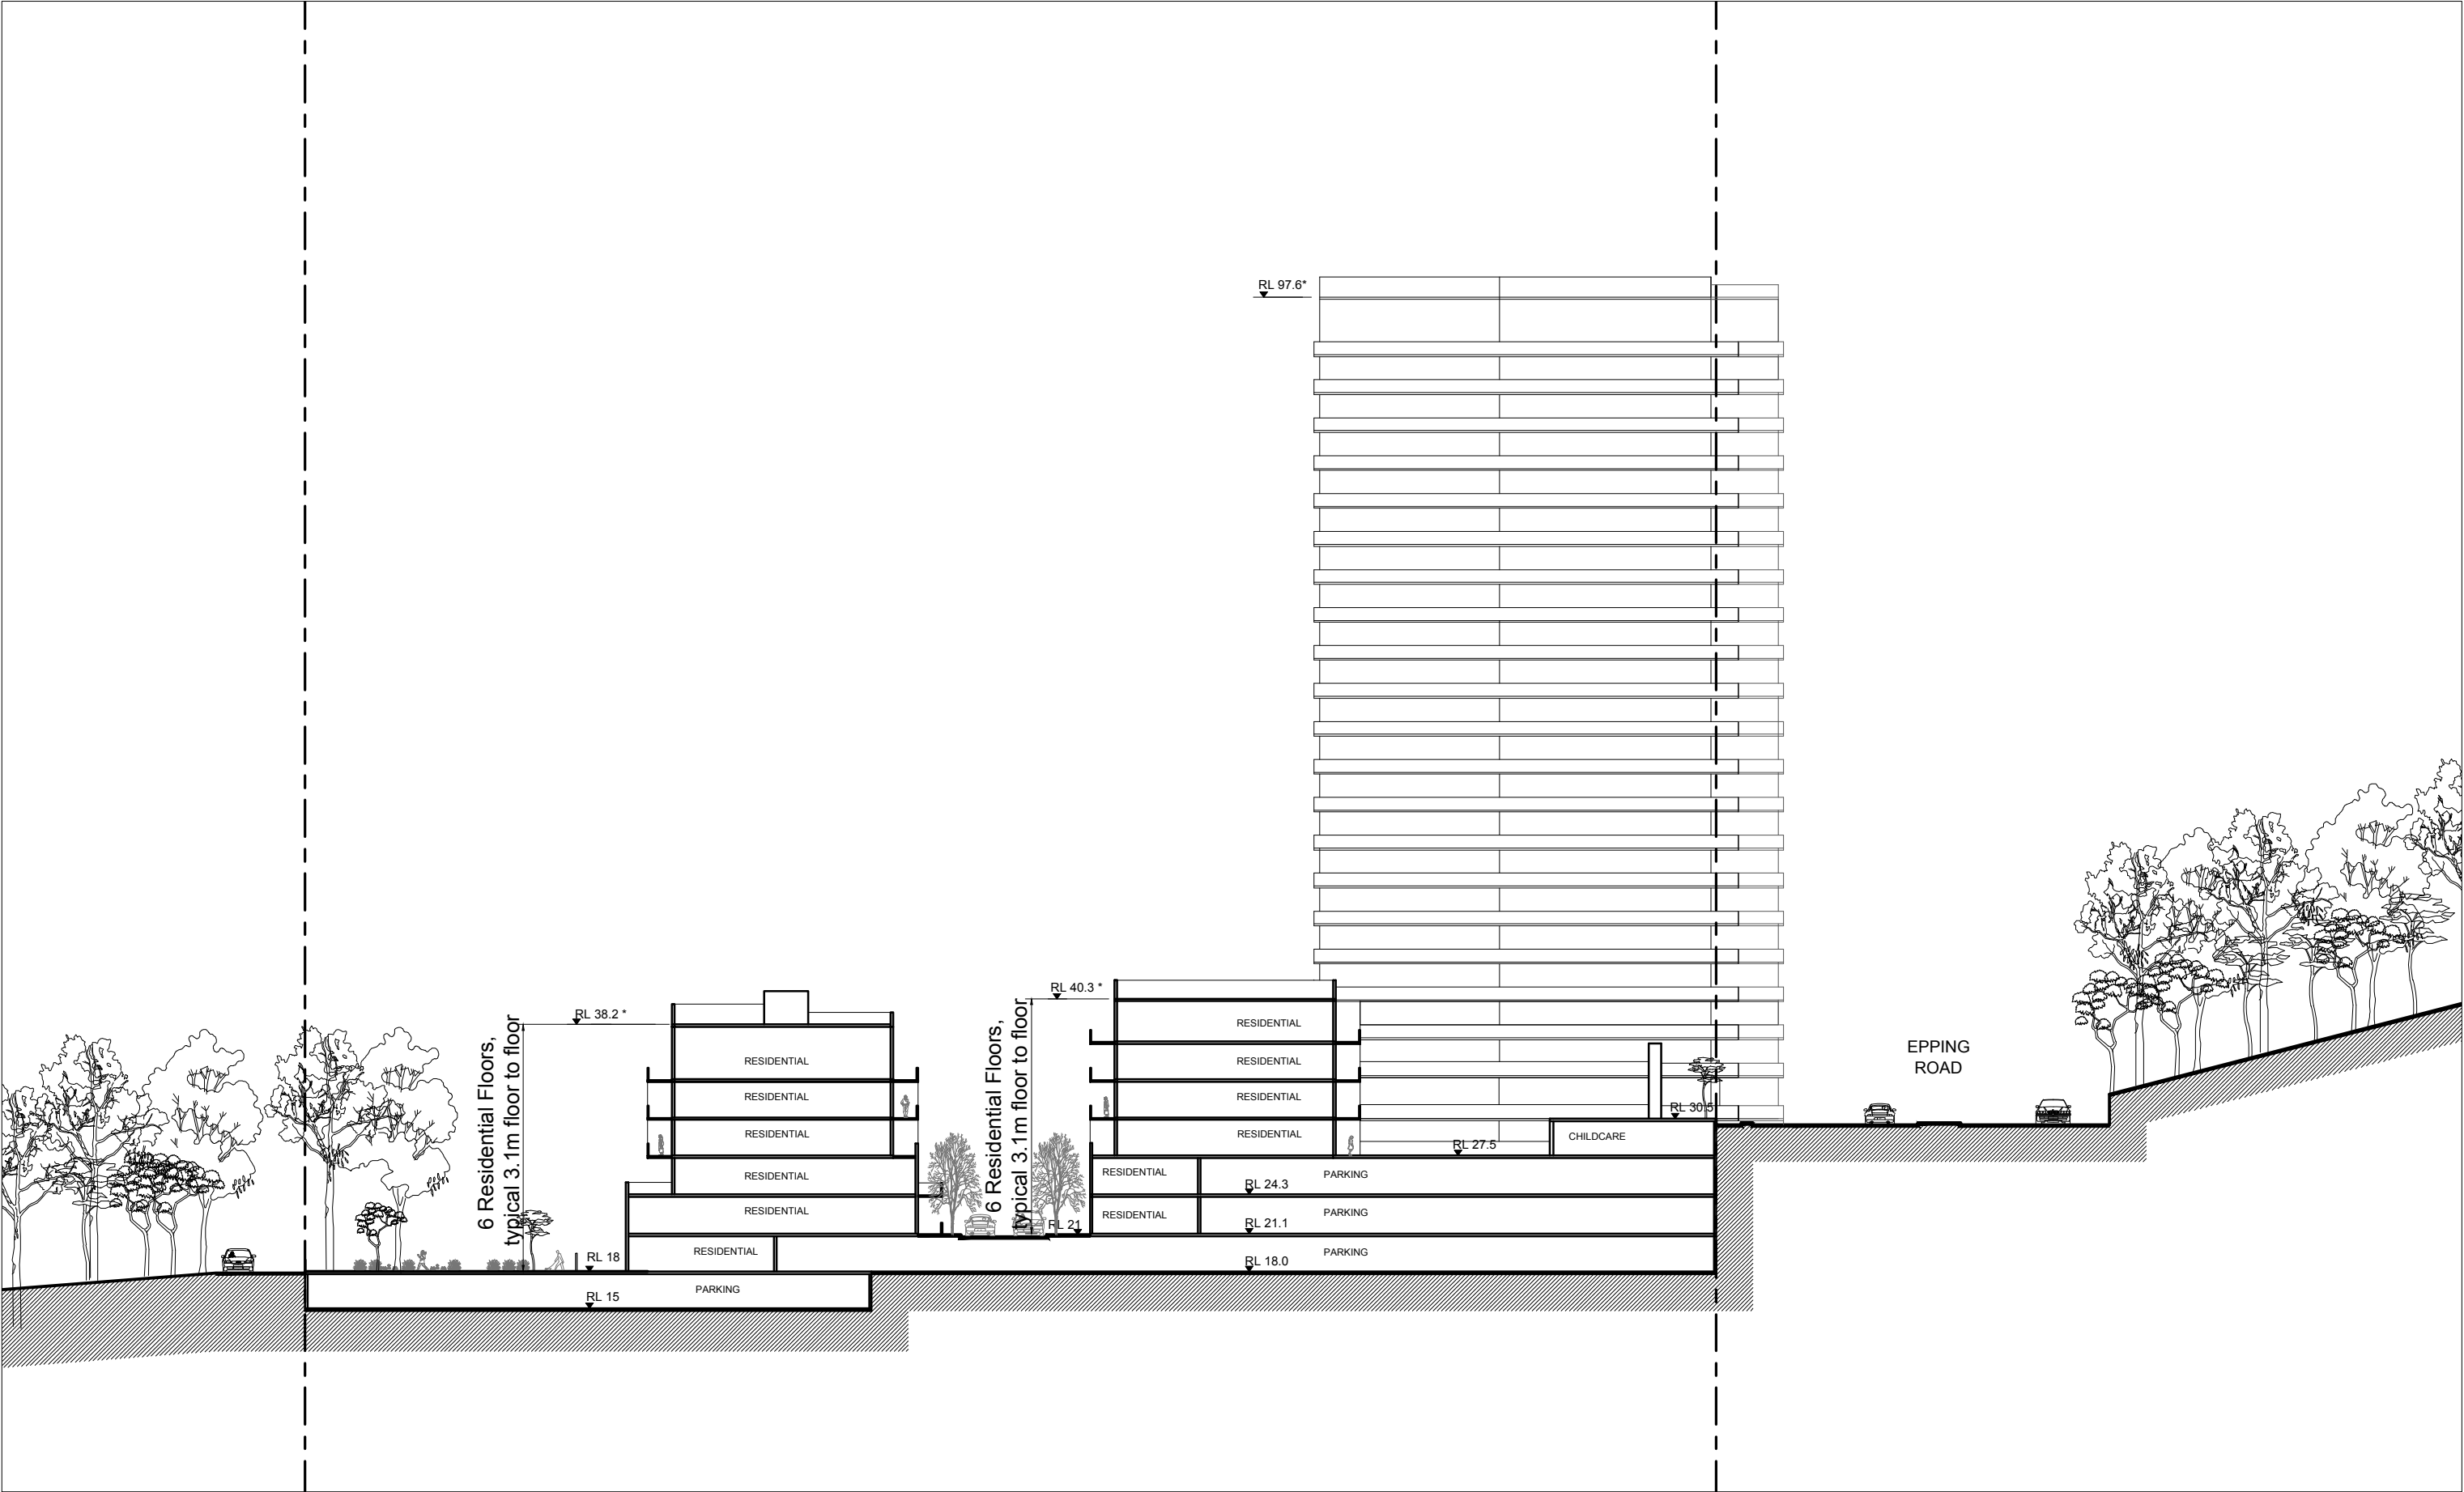 RL 97.6*
RL 40.3 *
6 Residential Floors,
typical 3.1m floor to floor
RL 38.2 *
6 Residential Floors,
typical 3.1m floor to floor
RESIDENTIAL
EPPING
ROAD
RESIDENTIAL
RESIDENTIAL
RESIDENTIAL
RESIDENTIAL
RL 30.5
RESIDENTIAL
RESIDENTIAL
CHILDCARE
RL 27.5
RESIDENTIAL
RESIDENTIAL
PARKING
RL 24.3
RESIDENTIAL
RESIDENTIAL
PARKING
RL 21
RL 21.1
RL 18
RESIDENTIAL
PARKING
RL 18.0
PARKING
RL 15